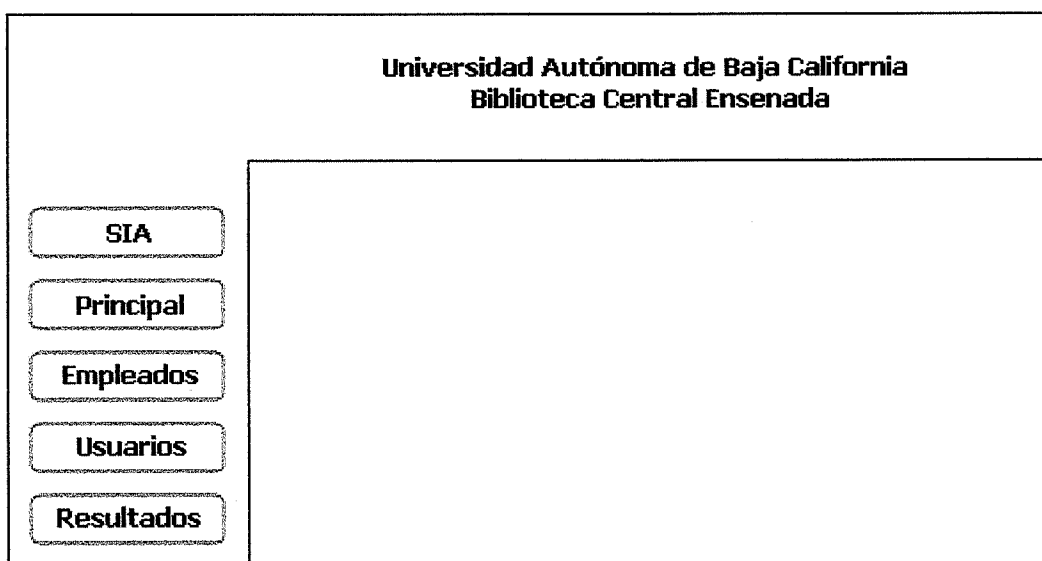 Universidad Autónoma de Baja California
Biblioteca Central Ensenada
SIA
Principal
Empleados
Usuarios
Resultados